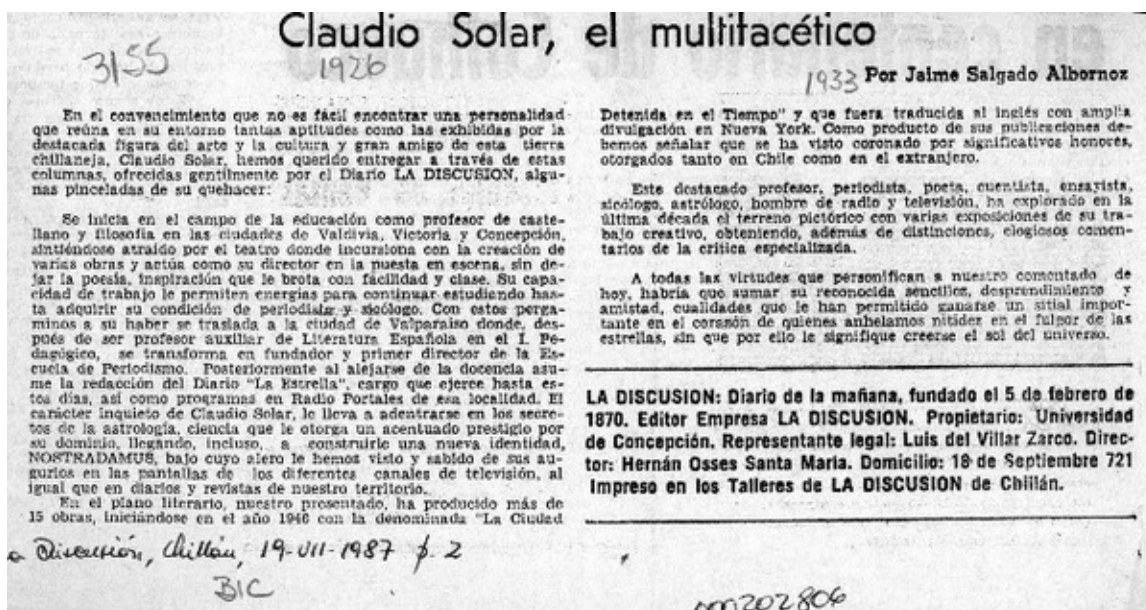 Claudio Solar, el multitacético
3155
1926
1933 Por Jaime Salgado Albornoz
En el convencimiento que no es fácil encontrar una personalidad
que reúna en su entorno tantas aptitudes como las exhibidas por la
destacada figura del arte y la cultura y gran amigo de esta tierra
chillaneja, Claudio Solar, hemos querido entregar a través de estas
columnas, ofrecidas gentilmente por el Diario LA DISCUSION, algu-
nas pinceladas de su quehacer:
Se inicia en el campo de la educación como profesor de caste-
llano y filosofía en las ciudades de Valdivia, Victoria y Concepción,
sintiéndose atraído por el teatro donde incursiona con la creación de
varias obras y actúa como su director en la puesta en escena, sin de-
jar la poesía, inspiración que le brota con facilidad y clase. Su capa-
cidad de trabajo le permiten energías para continuar estudiando has-
ta adquirir su condición de periodista y sicólogo. Con estos perga-
minos a su haber se traslada a la ciudad de Valparaíso donde, des-
pués de ser profesor auxiliar de Literatura Española en el I. Pe-
dagógico, se transforma en fundador y primer director de la Es-
cuela de Periodismo. Posteriormente al alejarse de la docencia asu-
me la redacción del Diario "La Estrella", cargo que ejerce hasta es-
tos días, así como programas en Radio Portales de esa localidad. El
carácter inquieto de Claudio Solar, le lleva a adentrarse en los secre-
tos de la astrología, ciencia que le otorga un acentuado prestigio por
su dominio, llegando, incluso, a construirle una nueva identidad,
NOSTRADAMUS, bajo cuyo alero le hemos visto y sabido de sus au-
gurios en las pantallas de los diferentes canales de televisión, al
igual que en diarios y revistas de nuestro territorio.
En el plano literario, nuestro presentado, ha producido más de
15 obras, iniciándose en el año 1946 con la denominada "La Ciudad
Detenida en el Tiempo" y que fuera traducida al inglés con amplia
divulgación en Nueva York. Como producto de sus publicaciones de-
bemos señalar que se ha visto coronado por significativos honores,
otorgados tanto en Chile como en el extranjero.
Este destacado profesor, periodista, poeta, cuentista, ensayista,
sicólogo, astrólogo, hombre de radio y televisión, ha explorado en la
última década el terreno pictórico con varias exposiciones de su tra-
bajo creativo, obteniendo, además de distinciones, elogiosos comen-
tarios de la crítica especializada.
A todas las virtudes que personifican a nuestro comentado de
hoy, habría que sumar su reconocida sencillez, desprendimiento y
amistad, cualidades que le han permitido ganarse un sitial impor-
tante en el corazón de quienes anhelamos nitidez en el fulgor de las
estrellas, sin que por ello le signifique creerse el sol del universo.
LA DISCUSION: Diario de la mañana, fundado el 5 de febrero de
1870. Editor Empresa LA DISCUSION. Propietario: Universidad
de Concepción, Representante legal: Luis del Villar Zarco. Direc-
tor: Hernán Osses Santa María. Domicilio: 18 de Septiembre 721
Impreso en los Talleres de LA DISCUSION de Chillán.
a Discusión, Chillán, 19-VII-1987 p. 2
BIC
000202806